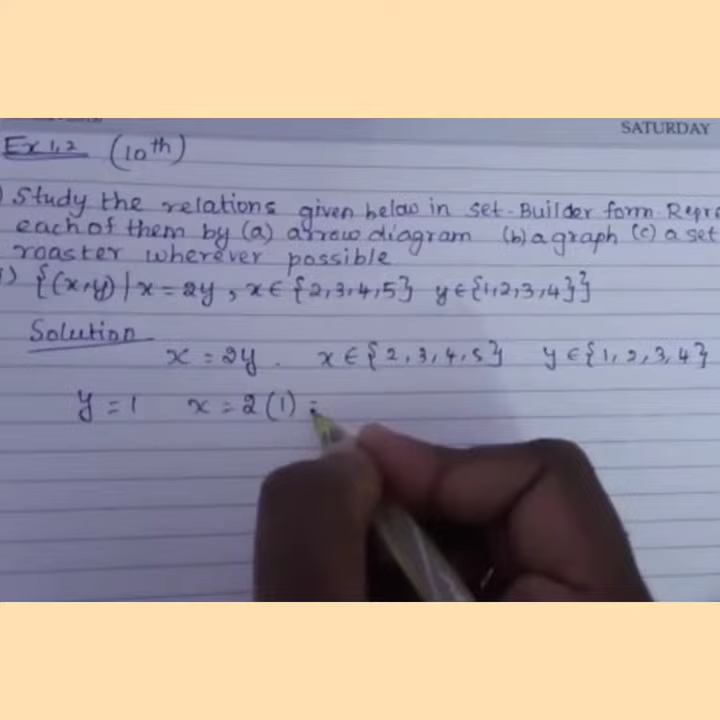 SATURDAY
Ex 1,2 (10th)
) Study the relations given below in set-Builder form. Repre
each of them by (a) arrow diagram (b) a graph (c) a set
roaster wherever possible
) {(x,y) | x = 2y , x ∈ {2,3,4,5} y ∈ {1,2,3,4}}
Solution
x = 2y . x ∈ {2,3,4,5} y ∈ {1,2,3,4}
y = 1 x = 2(1) =